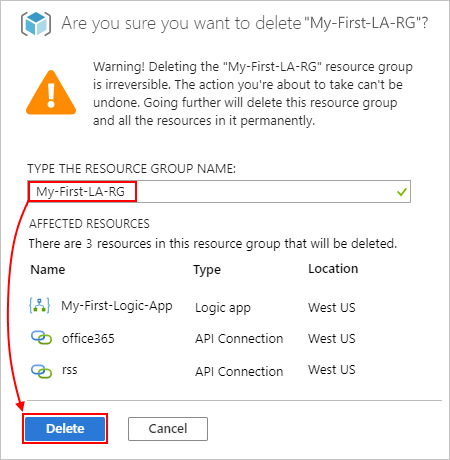 Are you sure you want to delete "My-First-LA-RG"?
Warning! Deleting the "My-First-LA-RG" resource group
is irreversible. The action you're about to take can't be
undone. Going further will delete this resource group
and all the resources in it permanently.
TYPE THE RESOURCE GROUP NAME:
My-First-LA-RG
AFFECTED RESOURCES
There are 3 resources in this resource group that will be deleted.
Name Type Location
My-First-Logic-App Logic app West US
office365 API Connection West US
rss API Connection West US
Delete Cancel